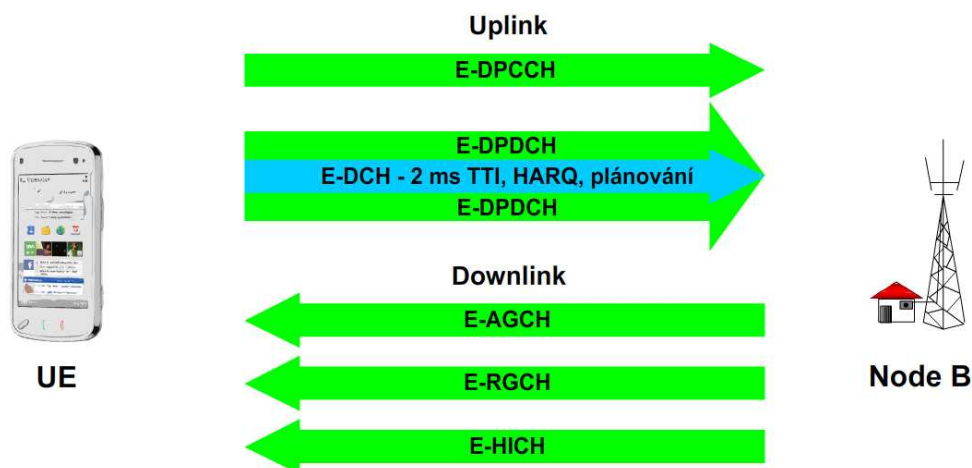 Uplink
E-DPCCH
E-DPDCH
E-DCH - 2 ms TTI, HARQ, plánování
E-DPDCH
Downlink
E-AGCH
E-RGCH
E-HICH
UE
Node B